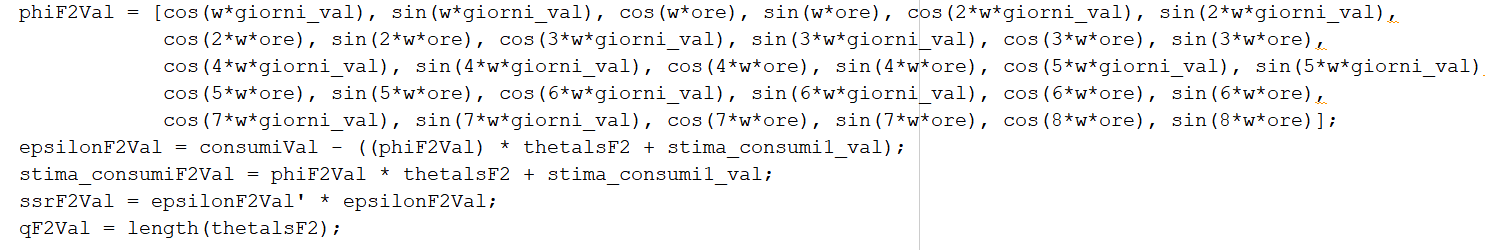 phiF2Val = [cos(w*giorni_val), sin(w*giorni_val), cos(w*ore), sin(w*ore), cos(2*w*giorni_val), sin(2*w*giorni_val),
cos(2*w*ore), sin(2*w*ore), cos(3*w*giorni_val), sin(3*w*giorni_val), cos(3*w*ore), sin(3*w*ore),
cos(4*w*giorni_val), sin(4*w*giorni_val), cos(4*w*ore), sin(4*w*ore), cos(5*w*giorni_val), sin(5*w*giorni_val)
cos(5*w*ore), sin(5*w*ore), cos(6*w*giorni_val), sin(6*w*giorni_val), cos(6*w*ore), sin(6*w*ore),
cos(7*w*giorni_val), sin(7*w*giorni_val), cos(7*w*ore), sin(7*w*ore), cos(8*w*ore), sin(8*w*ore)];
epsilonF2Val = consumiVal - ((phiF2Val) * thetalsF2 + stima_consumi1_val);
stima_consumiF2Val = phiF2Val * thetalsF2 + stima_consumi1_val;
ssrF2Val = epsilonF2Val' * epsilonF2Val;
qF2Val = length(thetalsF2);